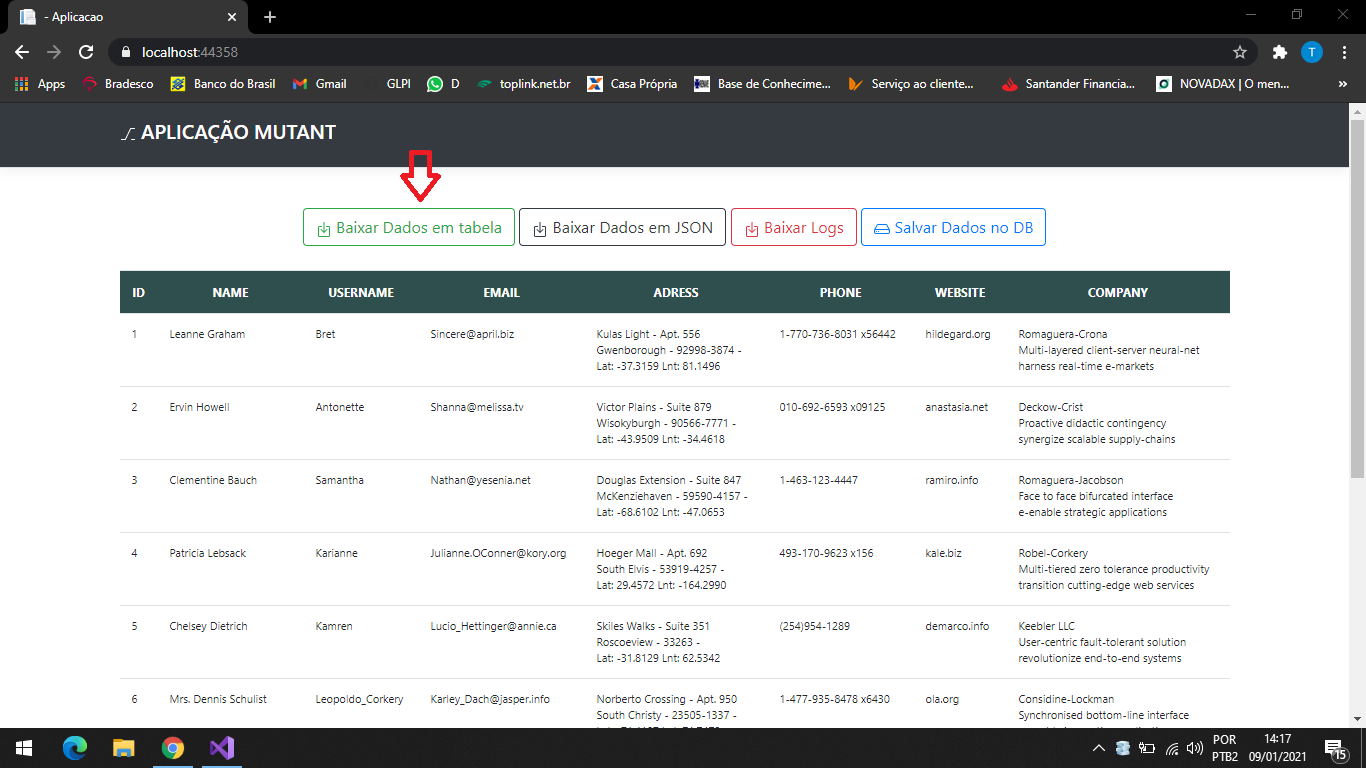 - Aplicacao
localhost:44358
Apps Bradesco Banco do Brasil Gmail GLPI D toplink.net.br Casa Própria Base de Conhecime... Serviço ao cliente... Santander Financia... NOVADAX | O men... »
T
APLICAÇÃO MUTANT
Baixar Dados em tabela Baixar Dados em JSON Baixar Logs Salvar Dados no DB
ID NAME USERNAME EMAIL ADRESS PHONE WEBSITE COMPANY
1 Leanne Graham Bret Sincere@april.biz Kulas Light - Apt. 556 1-770-736-8031 x56442 hildegard.org Romaguera-Crona
Gwenborough - 92998-3874 - Multi-layered client-server neural-net
Lat: -37.3159 Lnt: 81.1496 harness real-time e-markets
2 Ervin Howell Antonette Shanna@melissa.tv Victor Plains - Suite 879 010-692-6593 x09125 anastasia.net Deckow-Crist
Wisokyburgh - 90566-7771 - Proactive didactic contingency
Lat: -43.9509 Lnt: -34.4618 synergize scalable supply-chains
3 Clementine Bauch Samantha Nathan@yesenia.net Douglas Extension - Suite 847 1-463-123-4447 ramiro.info Romaguera-Jacobson
McKenziehaven - 59590-4157 - Face to face bifurcated interface
Lat: -68.6102 Lnt: -47.0653 e-enable strategic applications
4 Patricia Lebsack Karianne Julianne.OConner@kory.org Hoeger Mall - Apt. 692 493-170-9623 x156 kale.biz Robel-Corkery
South Elvis - 53919-4257 - Multi-tiered zero tolerance productivity
Lat: 29.4572 Lnt: -164.2990 transition cutting-edge web services
5 Chelsey Dietrich Kamren Lucio_Hettinger@annie.ca Skiles Walks - Suite 351 (254)954-1289 demarco.info Keebler LLC
Roscoeview - 33263 - User-centric fault-tolerant solution
Lat: -31.8129 Lnt: 62.5342 revolutionize end-to-end systems
6 Mrs. Dennis Schulist Leopoldo_Corkery Karley_Dach@jasper.info Norberto Crossing - Apt. 950 1-477-935-8478 x6430 ola.org Considine-Lockman
South Christy - 23505-1337 - Synchronised bottom-line interface
POR 14:17
PTB2 09/01/2021 15